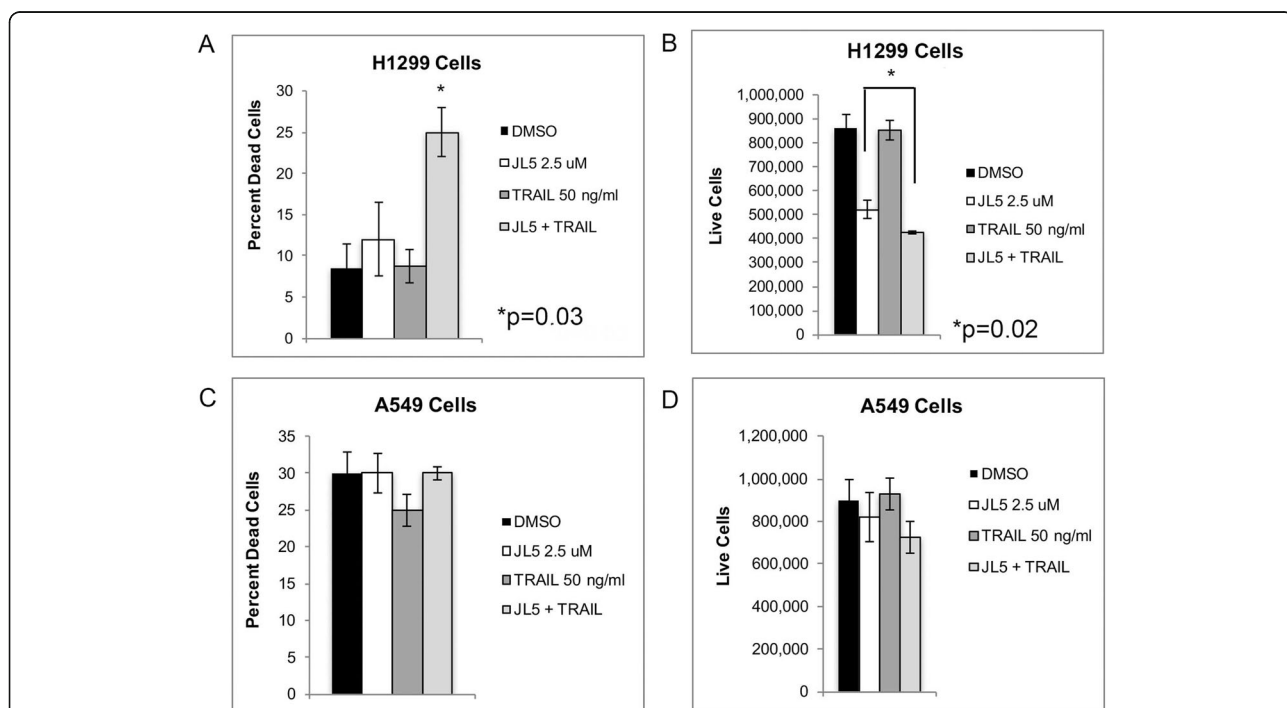 A
H1299 Cells
Percent Dead Cells
30
25
20
15
10
5
0
*
DMSO
JL5 2.5 uM
TRAIL 50 ng/ml
JL5 + TRAIL
*p=0.03
B
H1299 Cells
Live Cells
1,000,000
900,000
800,000
700,000
600,000
500,000
400,000
300,000
200,000
100,000
0
*
DMSO
JL5 2.5 uM
TRAIL 50 ng/ml
JL5 + TRAIL
*p=0.02
C
A549 Cells
Percent Dead Cells
35
30
25
20
15
10
5
0
DMSO
JL5 2.5 uM
TRAIL 50 ng/ml
JL5 + TRAIL
D
A549 Cells
Live Cells
1,200,000
1,000,000
800,000
600,000
400,000
200,000
0
DMSO
JL5 2.5 uM
TRAIL 50 ng/ml
JL5 + TRAIL